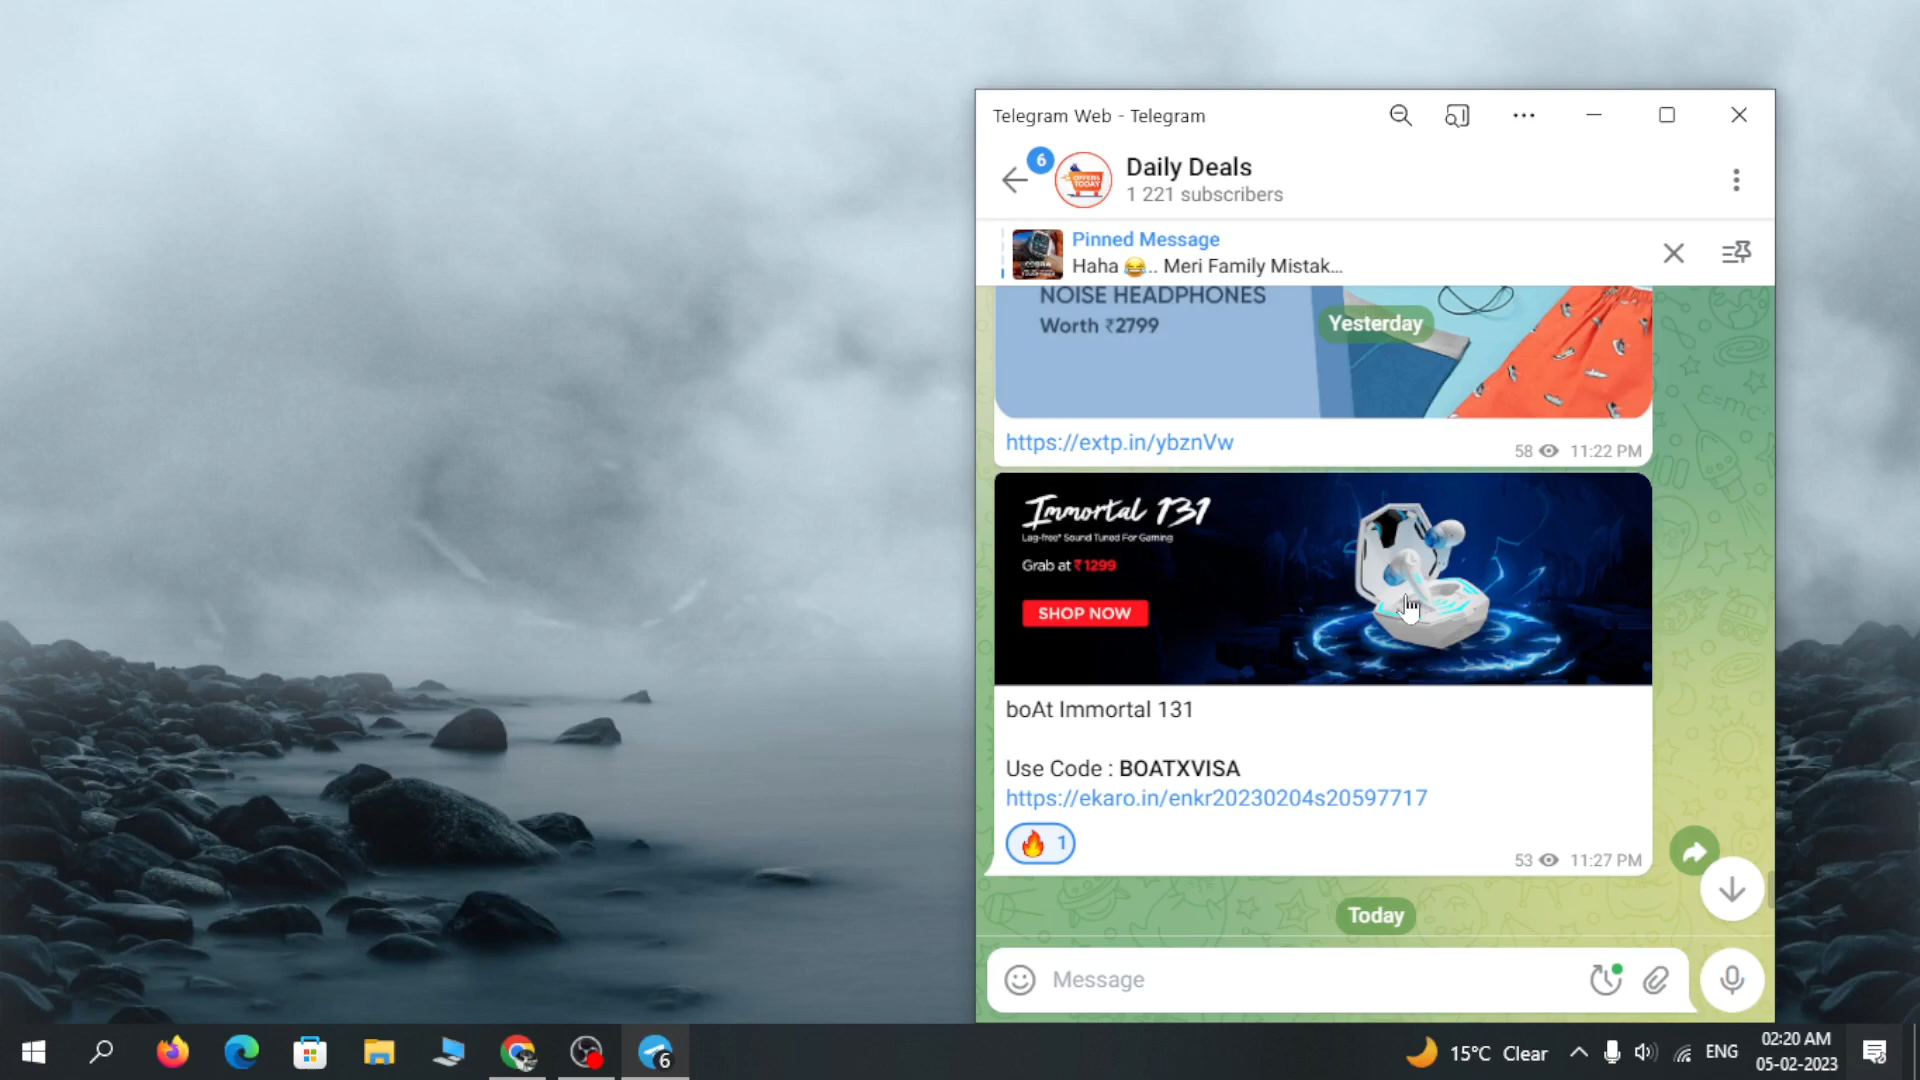 Telegram Web - Telegram
6
OFFERS
TODAY
Daily Deals
1 221 subscribers
Pinned Message
Haha 😂.. Meri Family Mistak...
COBRA
NOISE HEADPHONES
Worth ₹2799
Yesterday
https://extp.in/ybznVw
58 11:22 PM
Immortal 131
Lag-free* Sound Tuned For Gaming
Grab at ₹1299
SHOP NOW
boAt Immortal 131
Use Code : BOATXVISA
https://ekaro.in/enkr20230204s20597717
🔥 1
53 11:27 PM
Today
Message
6
15°C Clear
ENG
02:20 AM
05-02-2023